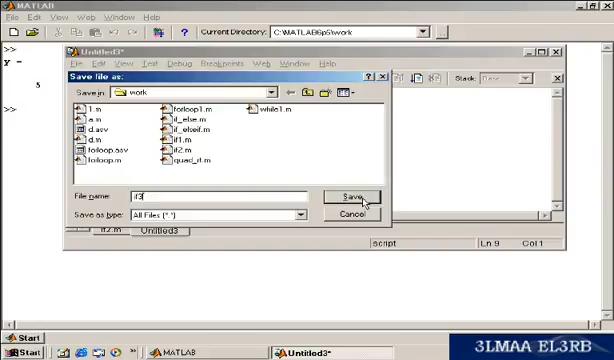 MATLAB
File Edit View Web Window Help
Current Directory: C:\MATLAB6p5\work
>>
Y =
5
>>
Untitled3*
File Edit View Text Debug Breakpoints Web Window Help
Stack: Base
Save file as:
Save in: work
1.m forloop1.m while1.m
a.m if_else.m
d.asv if_elseif.m
d.m if1.m
forloop.asv if2.m
forloop.m quad_rt.m
File name: if3 Save
Save as type: All Files (*.*) Cancel
if2.m Untitled3
script Ln 9 Col 1
Start
Start MATLAB Untitled3*
3LMAA EL3RB